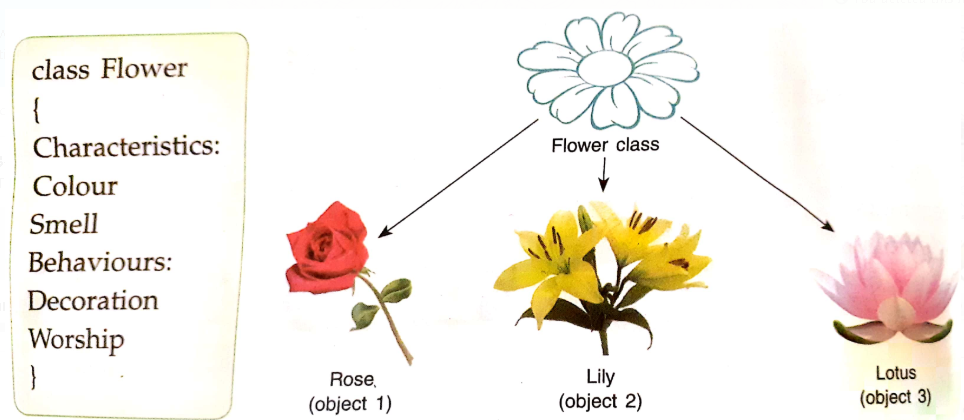 class Flower
{
Characteristics:
Colour
Smell
Behaviours:
Decoration
Worship
}
Flower class
Rose
(object 1)
Lily
(object 2)
Lotus
(object 3)